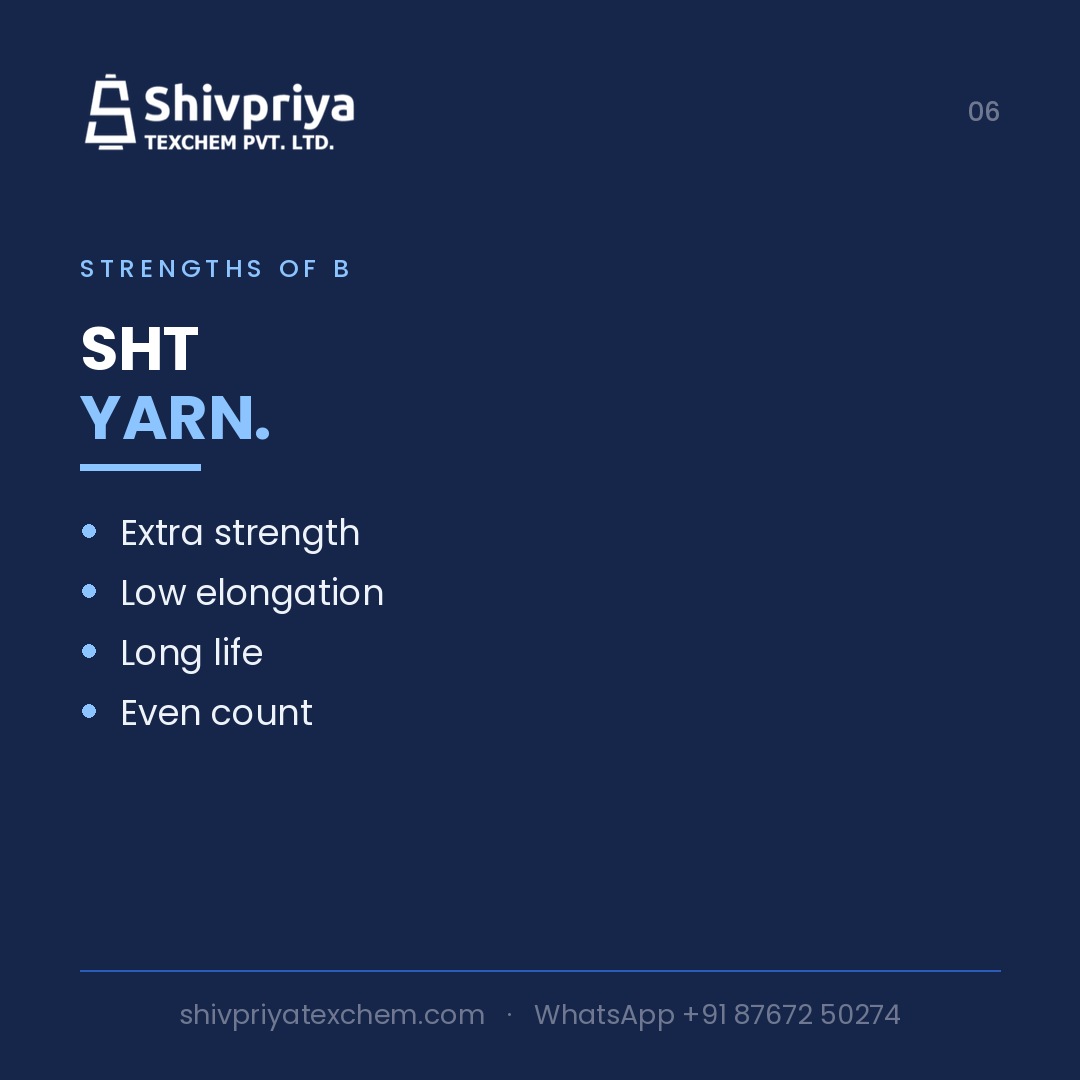 Shivpriya
TEXCHEM PVT. LTD.
06
STRENGTHS OF B
SHT
YARN.
• Extra strength
• Low elongation
• Long life
• Even count
shivpriyatexchem.com · WhatsApp +91 87672 50274